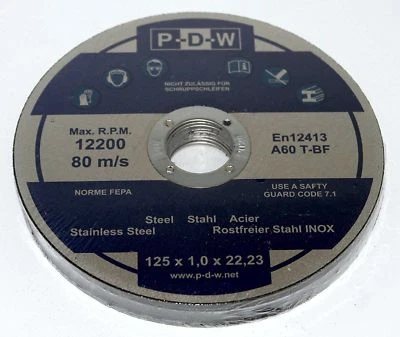 P-D-W
NICHT ZULÄSSIG FÜR
SCHRUPPSCHLEIFEN
Max. R.P.M.
12200
80 m/s
En12413
A60 T-BF
NORME FEPA
USE A SAFTY
GUARD CODE 7.1
Steel Stahl Acier
Stainless Steel Rostfreier Stahl INOX
125 x 1,0 x 22,23
www.p-d-w.net